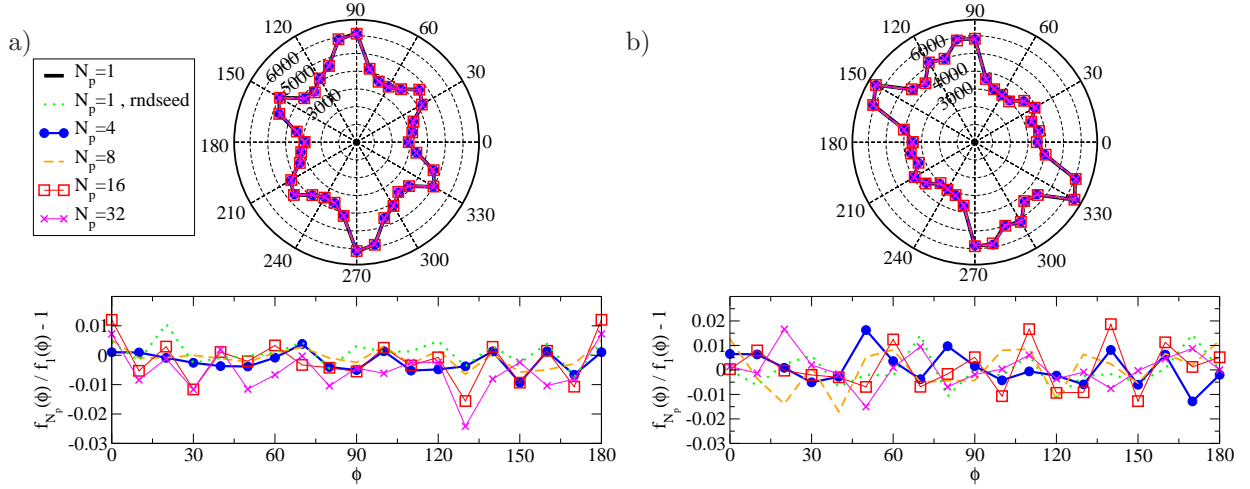 a)
N_p=1
N_p=1 , rndseed
N_p=4
N_p=8
N_p=16
N_p=32
90
60
30
0
330
300
270
240
210
180
150
120
6000
5000
3000
0.01
0
-0.01
-0.02
-0.03
f_{N_p}(ϕ) / f_1(ϕ) - 1
0 30 60 90 120 150 180
ϕ
b)
90
60
30
0
330
300
270
240
210
180
150
120
6000
4000
3000
0.02
0.01
0
-0.01
-0.02
-0.03
f_{N_p}(ϕ) / f_1(ϕ) - 1
0 30 60 90 120 150 180
ϕ